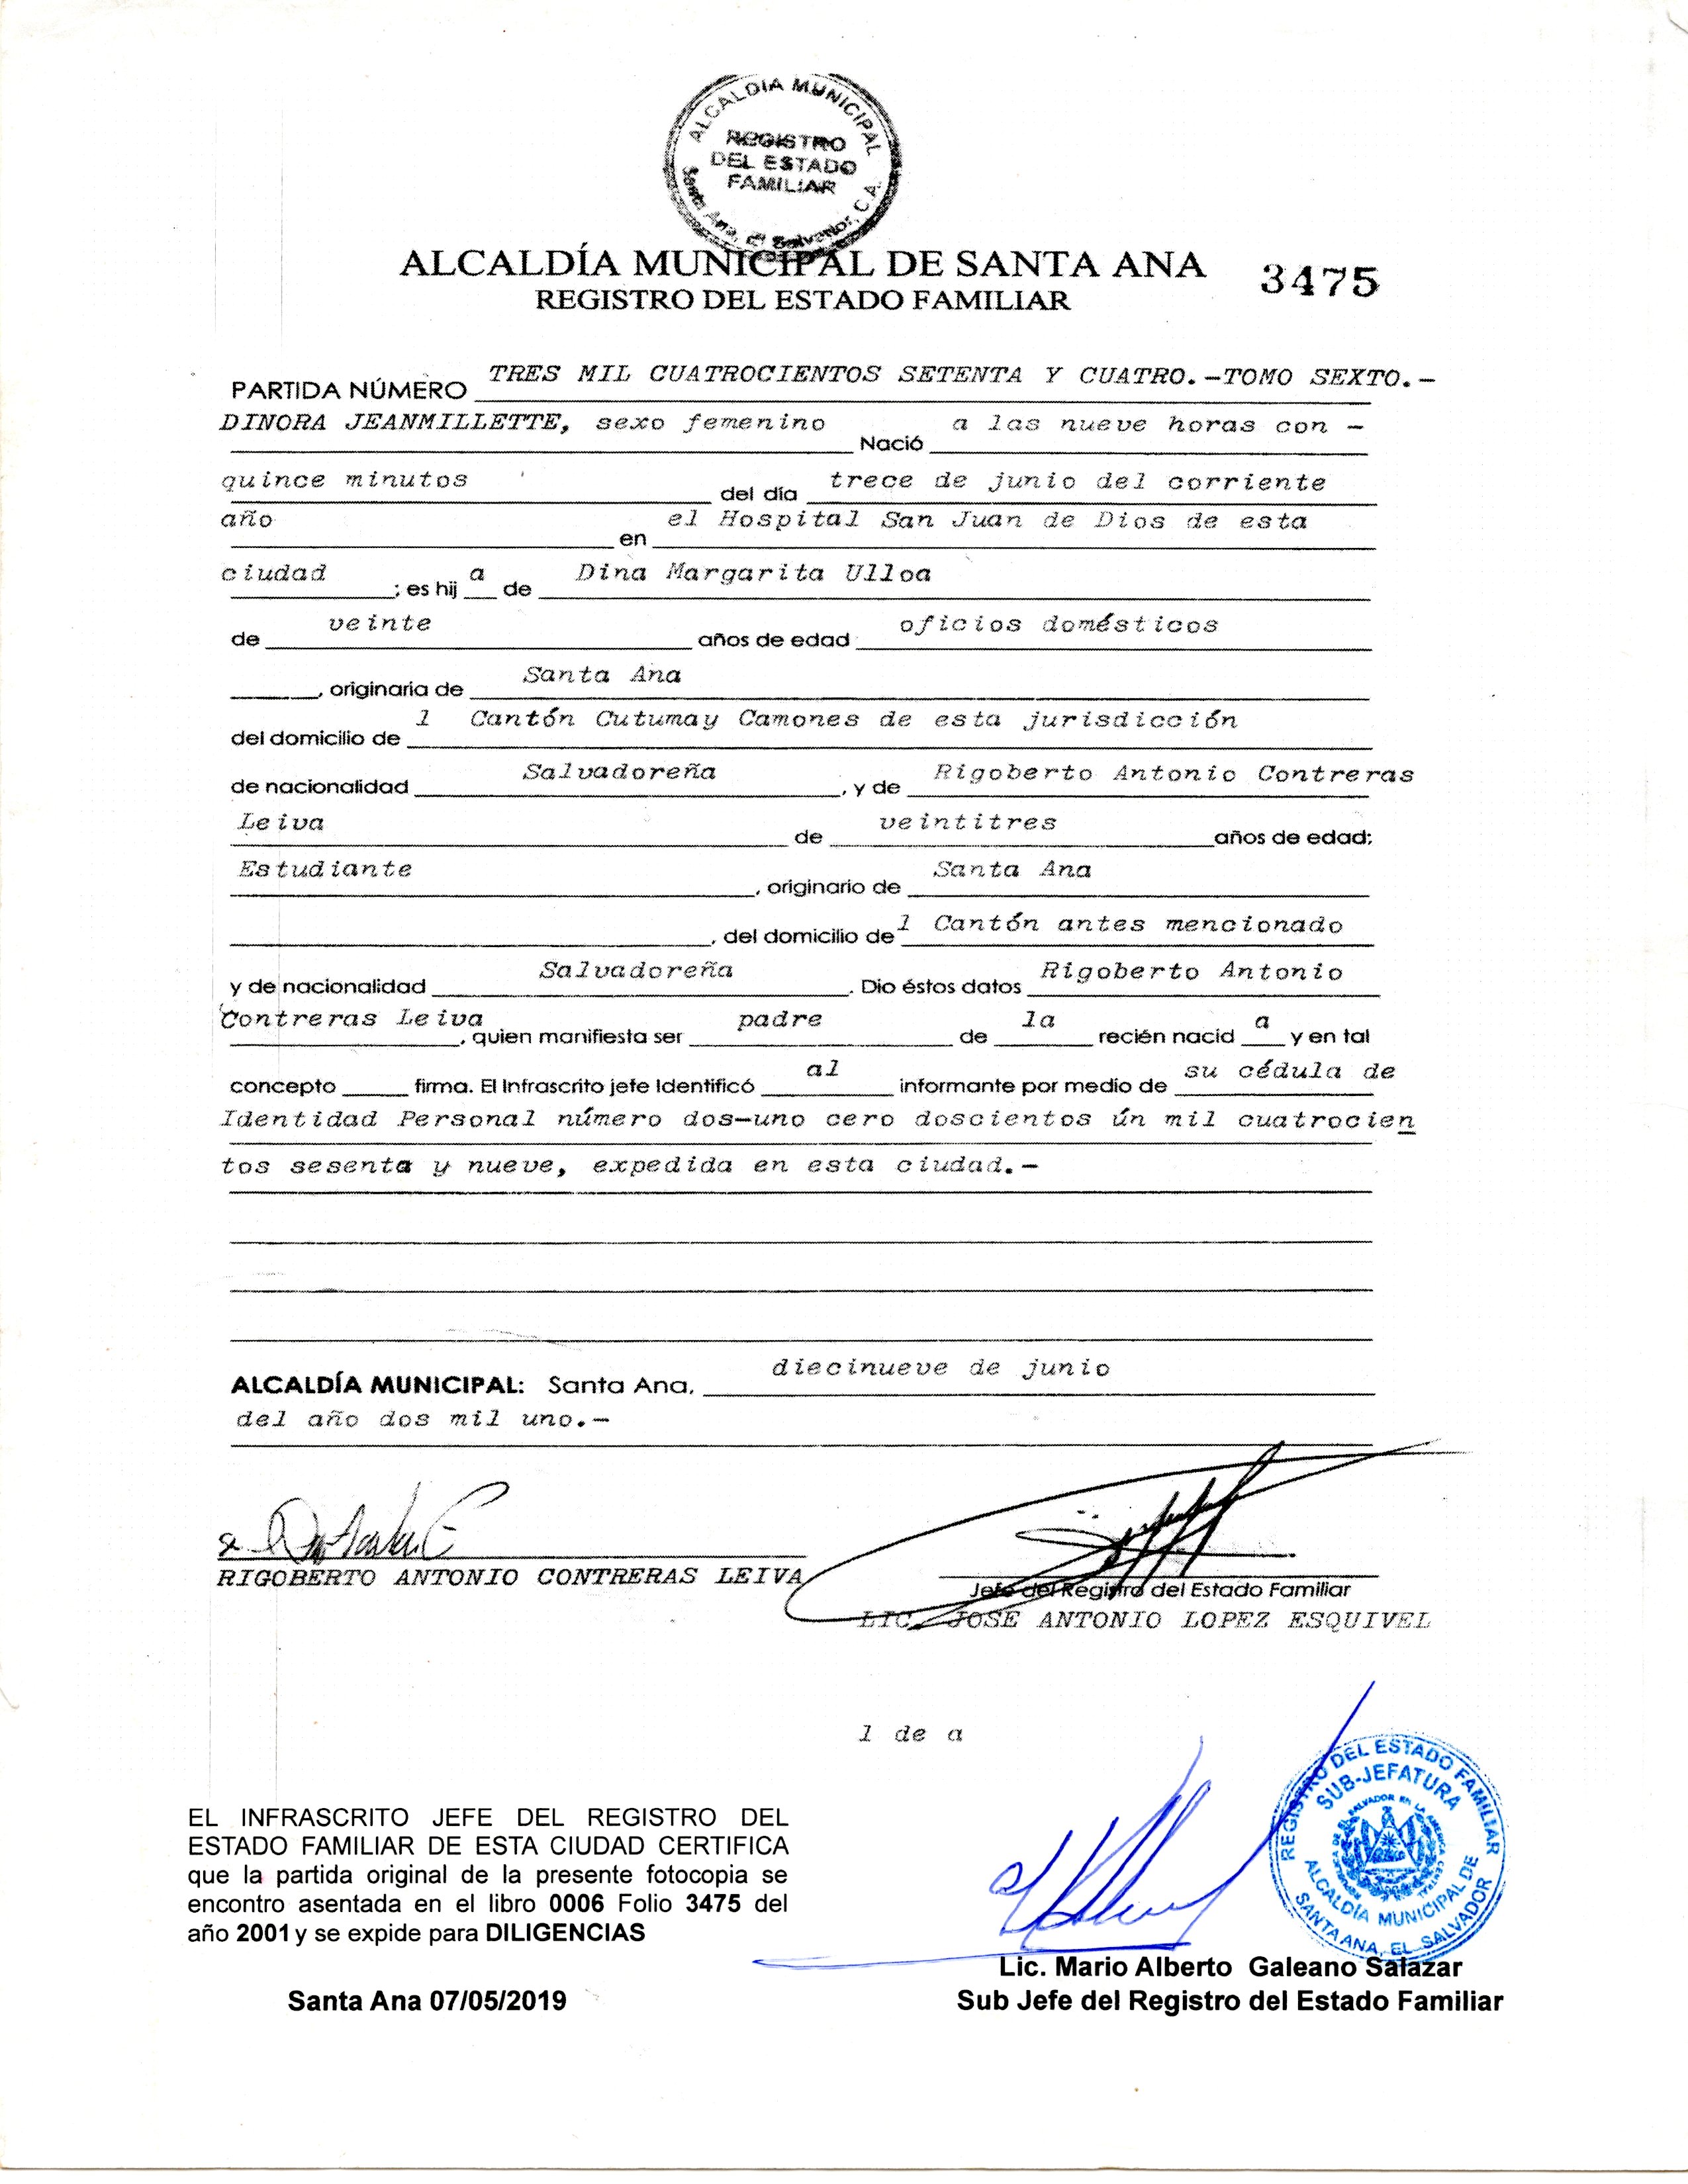 ALCALDIA MUNICIPAL
REGISTRO
DEL ESTADO
FAMILIAR
Santa Ana, El Salvador, C.A.
ALCALDÍA MUNICIPAL DE SANTA ANA
3475
REGISTRO DEL ESTADO FAMILIAR
PARTIDA NÚMERO TRES MIL CUATROCIENTOS SETENTA Y CUATRO.-TOMO SEXTO.-
DINORA JEANMILLETTE, sexo femenino Nació a las nueve horas con -
quince minutos del día trece de junio del corriente
año en el Hospital San Juan de Dios de esta
ciudad ; es hij a de Dina Margarita Ulloa
de veinte años de edad oficios domésticos
, originaria de Santa Ana
del domicilio de l Cantón Cutumay Camones de esta jurisdicción
de nacionalidad Salvadoreña , y de Rigoberto Antonio Contreras
Leiva de veintitres años de edad;
Estudiante , originario de Santa Ana
, del domicilio de l Cantón antes mencionado
y de nacionalidad Salvadoreña . Dio éstos datos Rigoberto Antonio
Contreras Leiva , quien manifiesta ser padre de la recién nacid a y en tal
concepto firma. El Infrascrito jefe Identificó al informante por medio de su cédula de
Identidad Personal número dos-uno cero doscientos ún mil cuatrocien
tos sesenta y nueve, expedida en esta ciudad.-
ALCALDÍA MUNICIPAL: Santa Ana, diecinueve de junio
del año dos mil uno.-
RIGOBERTO ANTONIO CONTRERAS LEIVA
Jefe del Registro del Estado Familiar
LIC. JOSE ANTONIO LOPEZ ESQUIVEL
l de a
EL INFRASCRITO JEFE DEL REGISTRO DEL
ESTADO FAMILIAR DE ESTA CIUDAD CERTIFICA
que la partida original de la presente fotocopia se
encontro asentada en el libro 0006 Folio 3475 del
año 2001 y se expide para DILIGENCIAS
Santa Ana 07/05/2019
REGISTRO DEL ESTADO FAMILIAR
SUB-JEFATURA
ALCALDÍA MUNICIPAL DE
SANTA ANA, EL SALVADOR
Lic. Mario Alberto Galeano Salazar
Sub Jefe del Registro del Estado Familiar